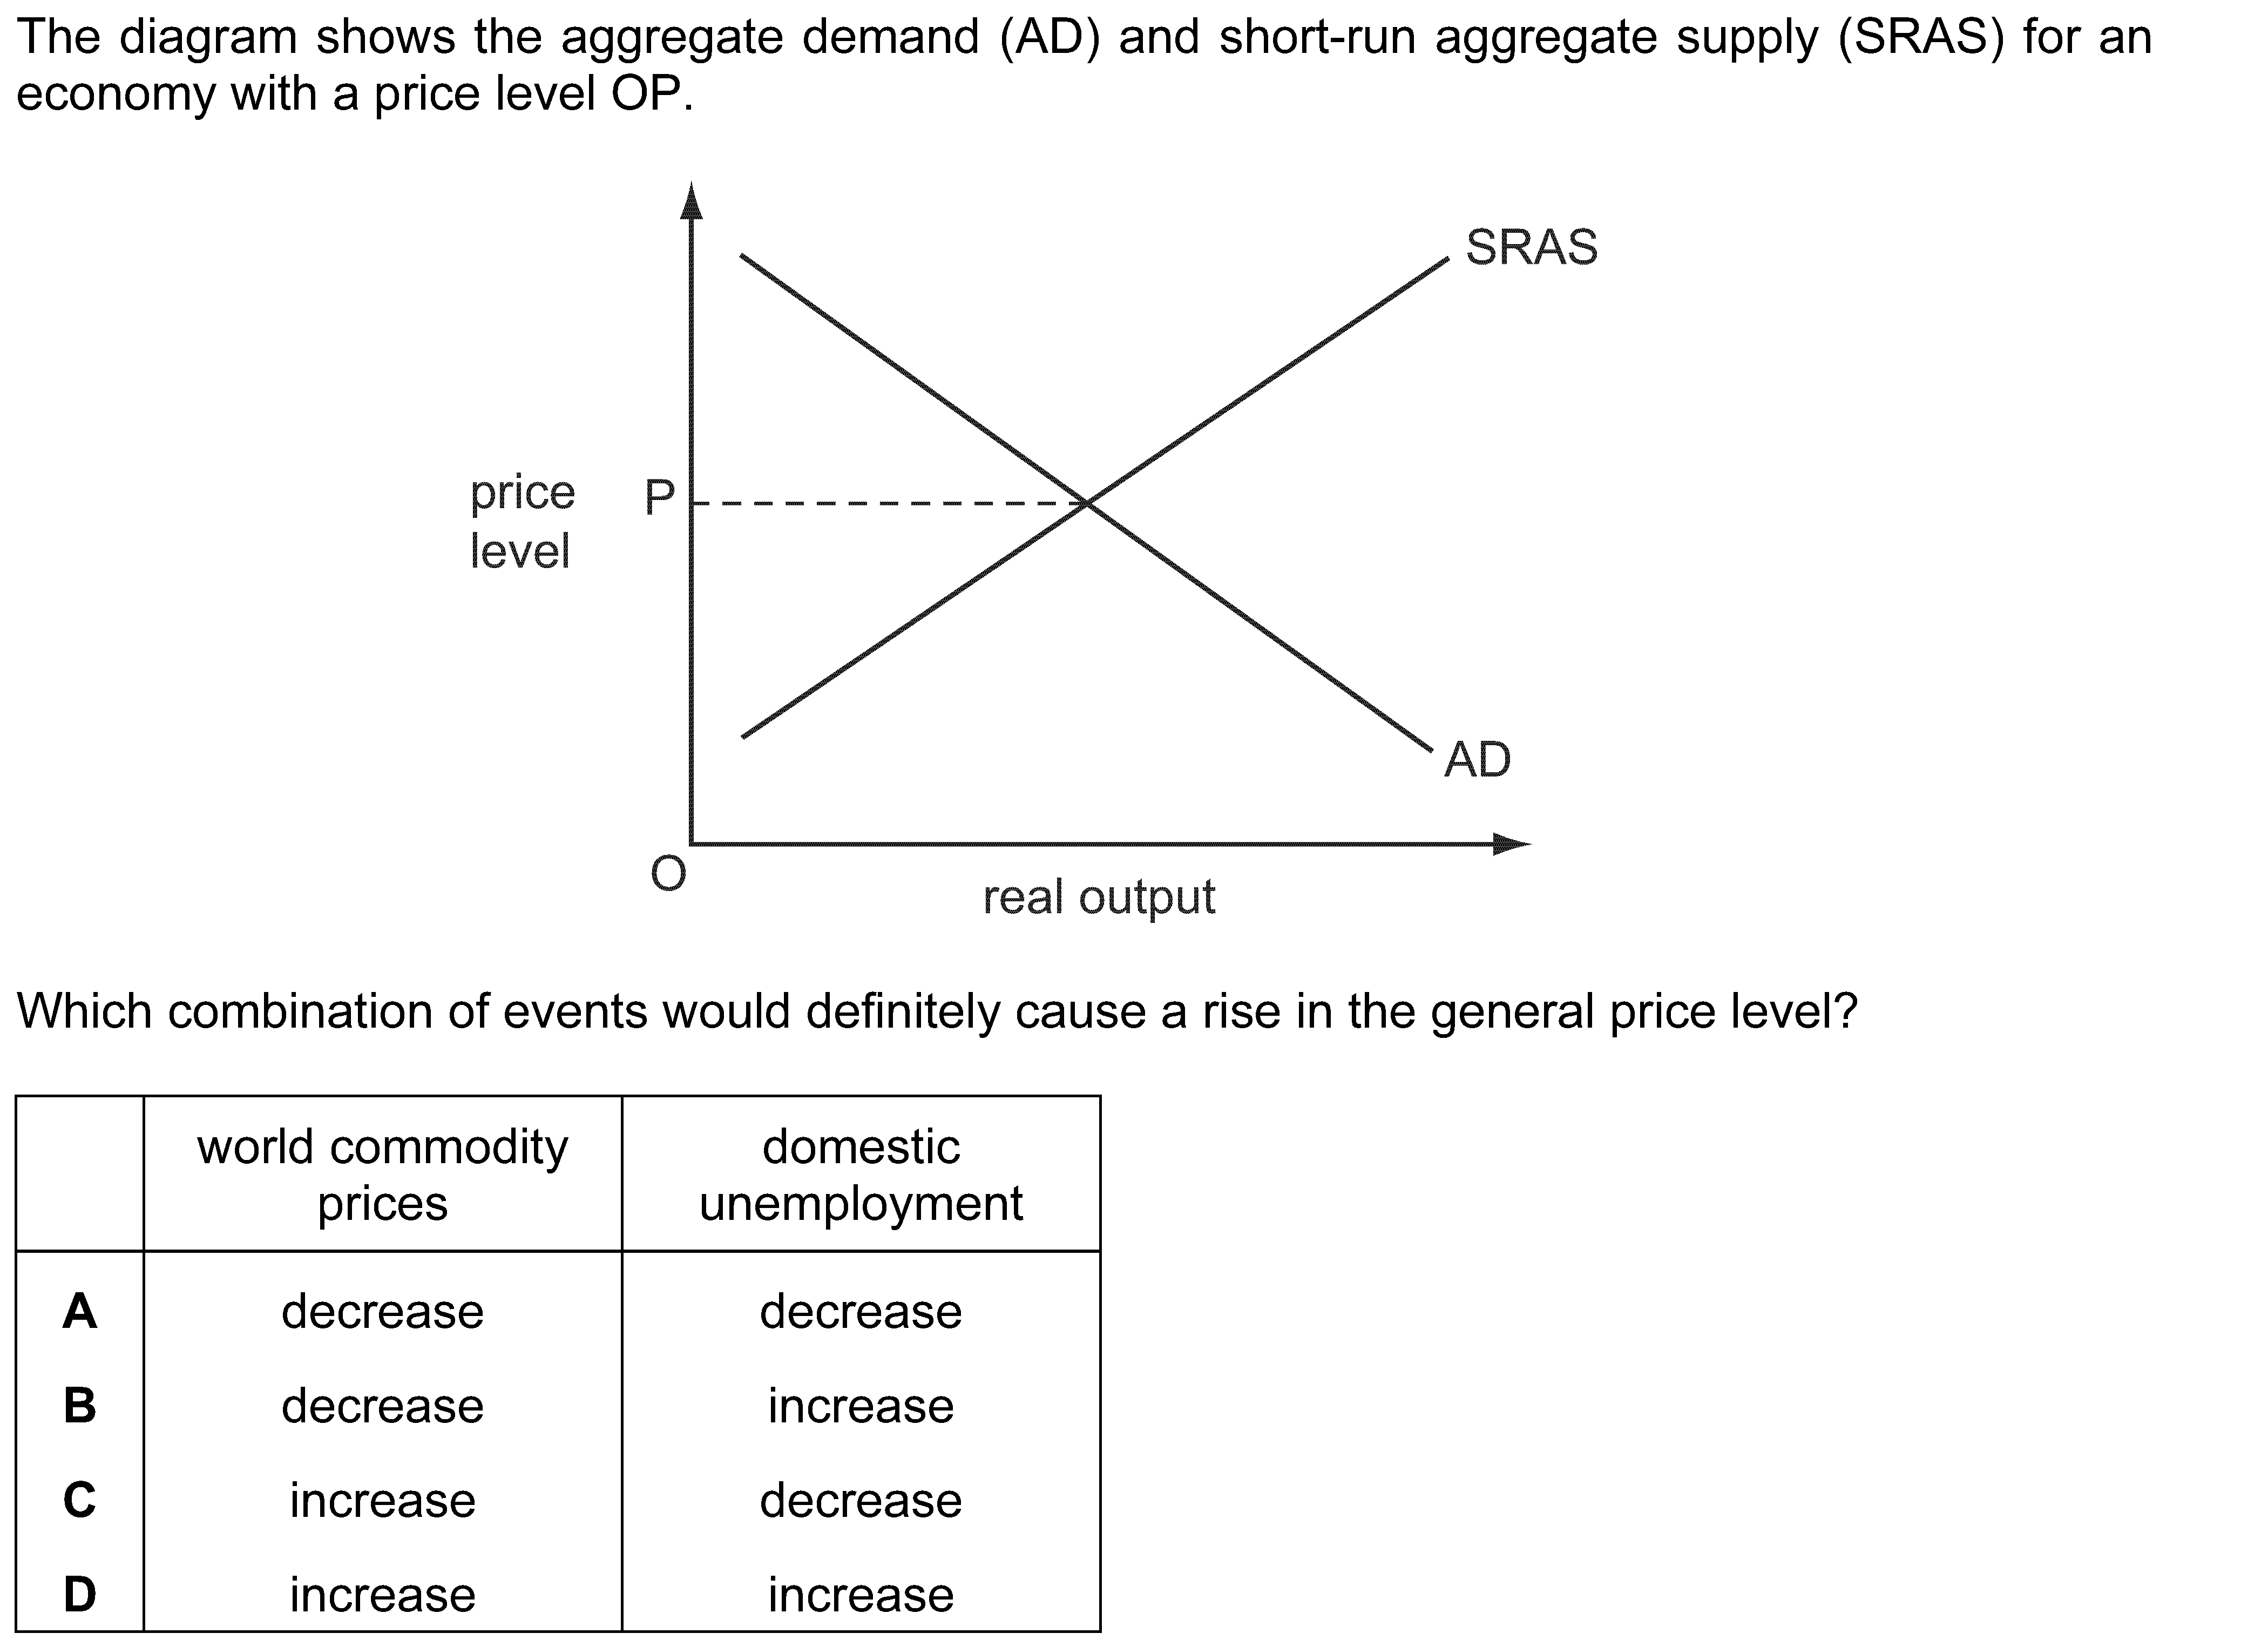 The diagram shows the aggregate demand (AD) and short-run aggregate supply (SRAS) for an
economy with a price level OP.
SRAS
price
level
P
AD
O
real output
Which combination of events would definitely cause a rise in the general price level?
world commodity
prices
domestic
unemployment
A decrease decrease
B decrease increase
C increase decrease
D increase increase